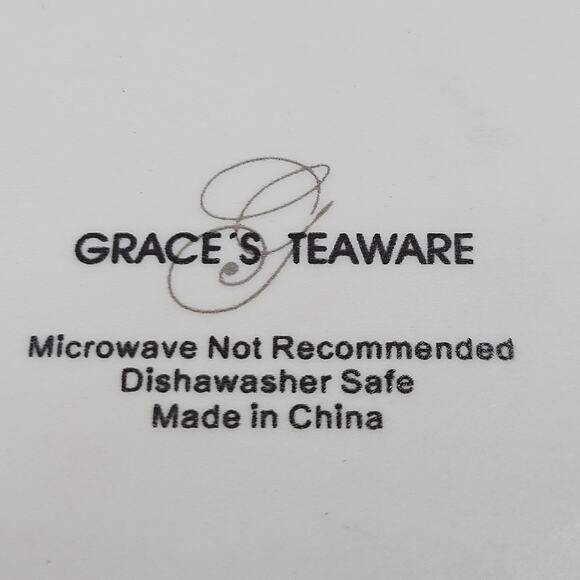 GRACE´S TEAWARE
Microwave Not Recommended
Dishawasher Safe
Made in China